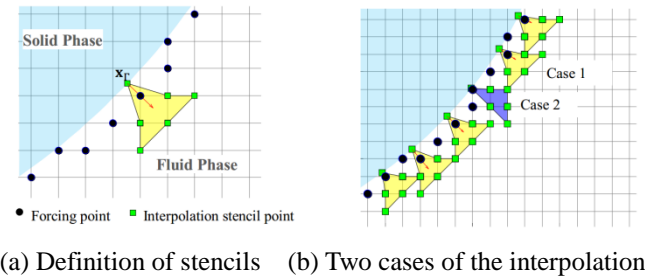 Solid Phase
x_Γ
Fluid Phase
Case 1
Case 2
Forcing point
Interpolation stencil point
(a) Definition of stencils
(b) Two cases of the interpolation